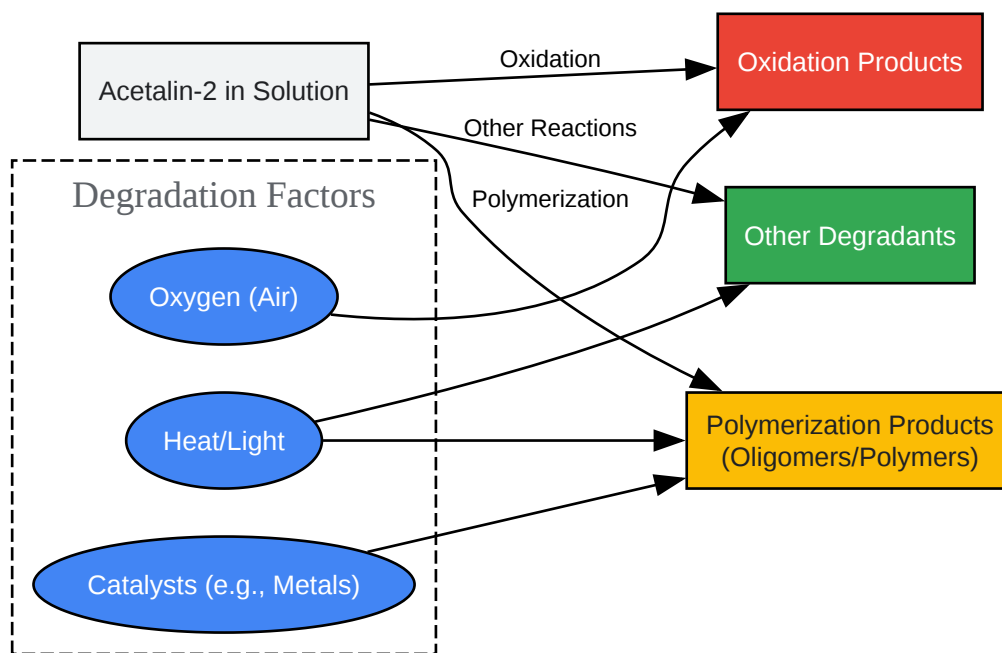 Acetalin-2 in Solution
Oxidation
Oxidation Products
Other Reactions
Degradation Factors
Polymerization
Other Degradants
Oxygen (Air)
Heat/Light
Polymerization Products
(Oligomers/Polymers)
Catalysts (e.g., Metals)